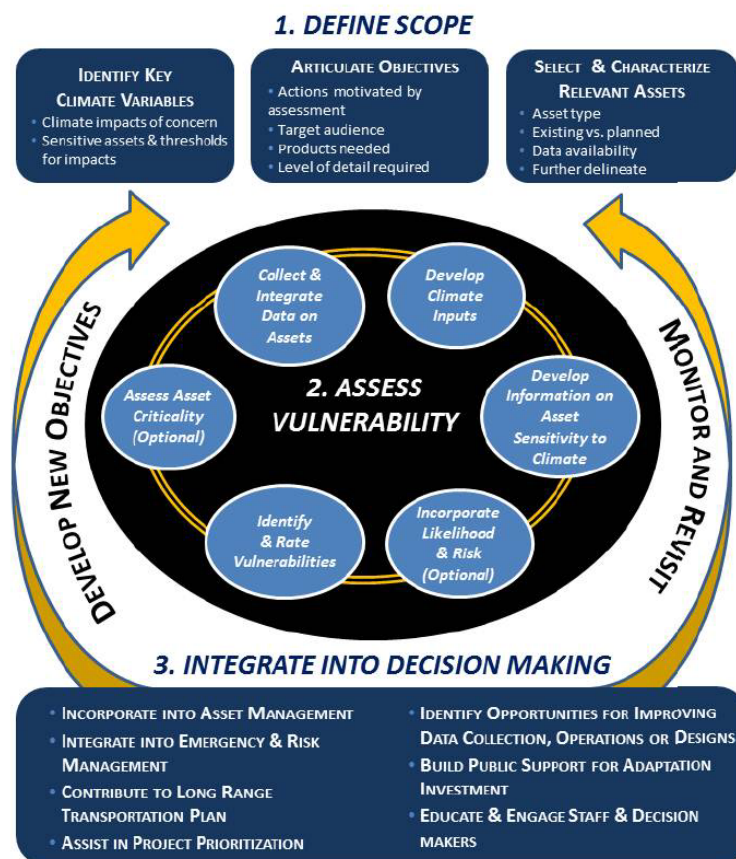 1. DEFINE SCOPE
IDENTIFY KEY
CLIMATE VARIABLES
• Climate impacts of concern
• Sensitive assets & thresholds
for impacts
ARTICULATE OBJECTIVES
• Actions motivated by
assessment
• Target audience
• Products needed
• Level of detail required
SELECT & CHARACTERIZE
RELEVANT ASSETS
• Asset type
• Existing vs. planned
• Data availability
• Further delineate
DEVELOP NEW OBJECTIVES
MONITOR AND REVISIT
2. ASSESS
VULNERABILITY
Collect &
Integrate
Data on
Assets
Develop
Climate
Inputs
Develop
Information on
Asset
Sensitivity to
Climate
Incorporate
Likelihood
& Risk
(Optional)
Identify
& Rate
Vulnerabilities
Assess Asset
Criticality
(Optional)
3. INTEGRATE INTO DECISION MAKING
• INCORPORATE INTO ASSET MANAGEMENT
• INTEGRATE INTO EMERGENCY & RISK
MANAGEMENT
• CONTRIBUTE TO LONG RANGE
TRANSPORTATION PLAN
• ASSIST IN PROJECT PRIORITIZATION
• IDENTIFY OPPORTUNITIES FOR IMPROVING
DATA COLLECTION, OPERATIONS OR DESIGNS
• BUILD PUBLIC SUPPORT FOR ADAPTATION
INVESTMENT
• EDUCATE & ENGAGE STAFF & DECISION
MAKERS